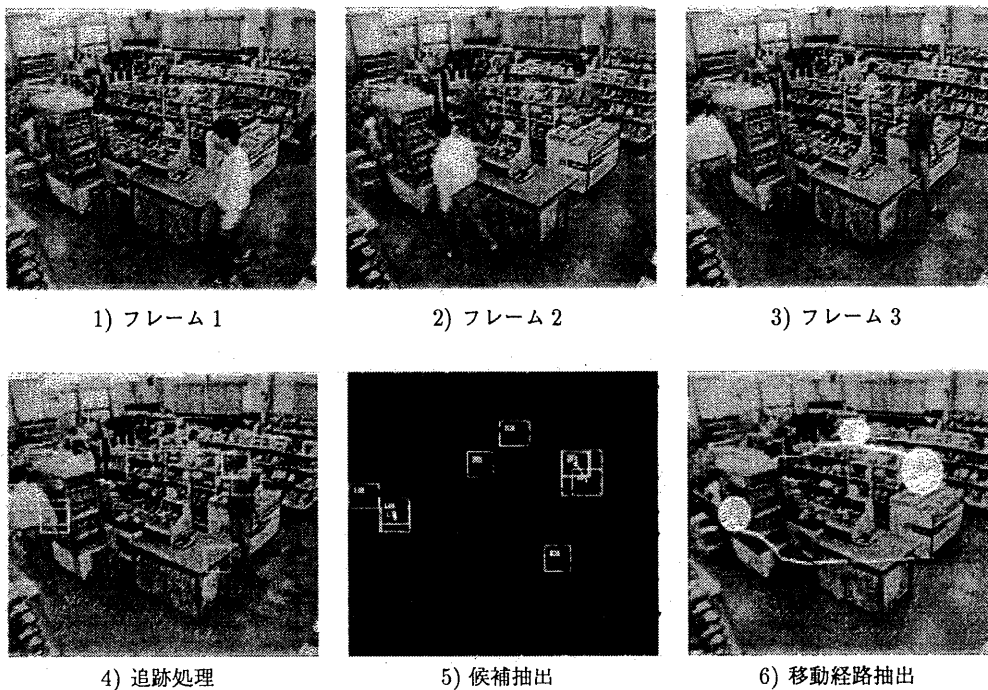 1) フレーム 1
2) フレーム 2
3) フレーム 3
4) 追跡処理
5) 候補抽出
6) 移動経路抽出